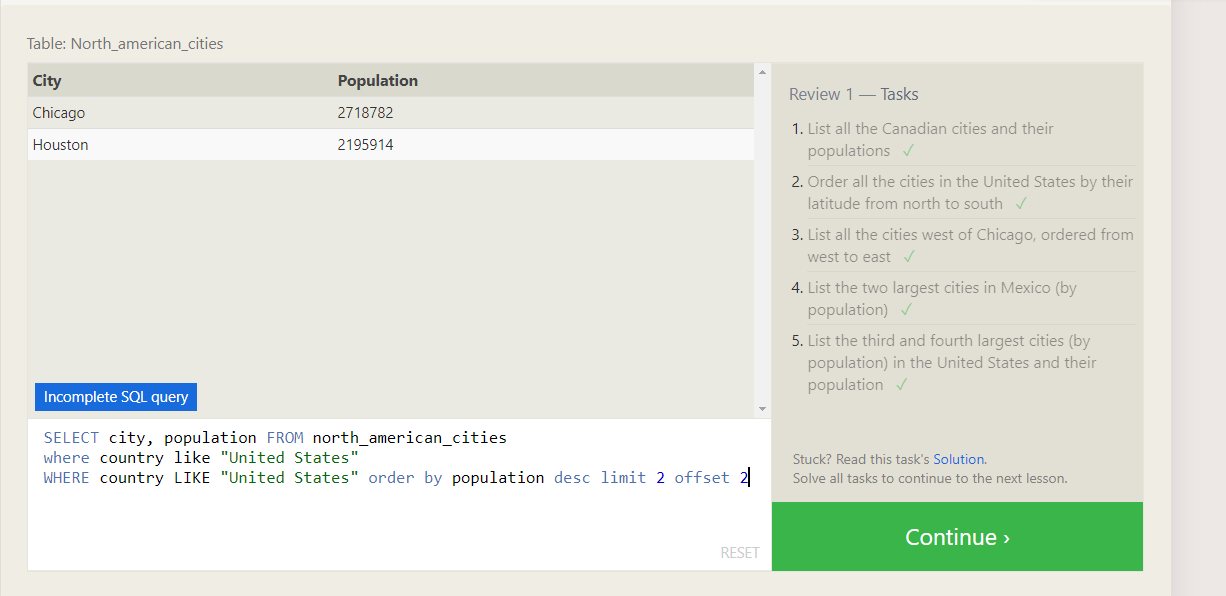 Table: North_american_cities
City Population
Chicago 2718782
Houston 2195914
Incomplete SQL query
SELECT city, population FROM north_american_cities
where country like "United States"
WHERE country LIKE "United States" order by population desc limit 2 offset 2
RESET
Review 1 — Tasks
1. List all the Canadian cities and their
populations ✓
2. Order all the cities in the United States by their
latitude from north to south ✓
3. List all the cities west of Chicago, ordered from
west to east ✓
4. List the two largest cities in Mexico (by
population) ✓
5. List the third and fourth largest cities (by
population) in the United States and their
population ✓
Stuck? Read this task's Solution.
Solve all tasks to continue to the next lesson.
Continue ›